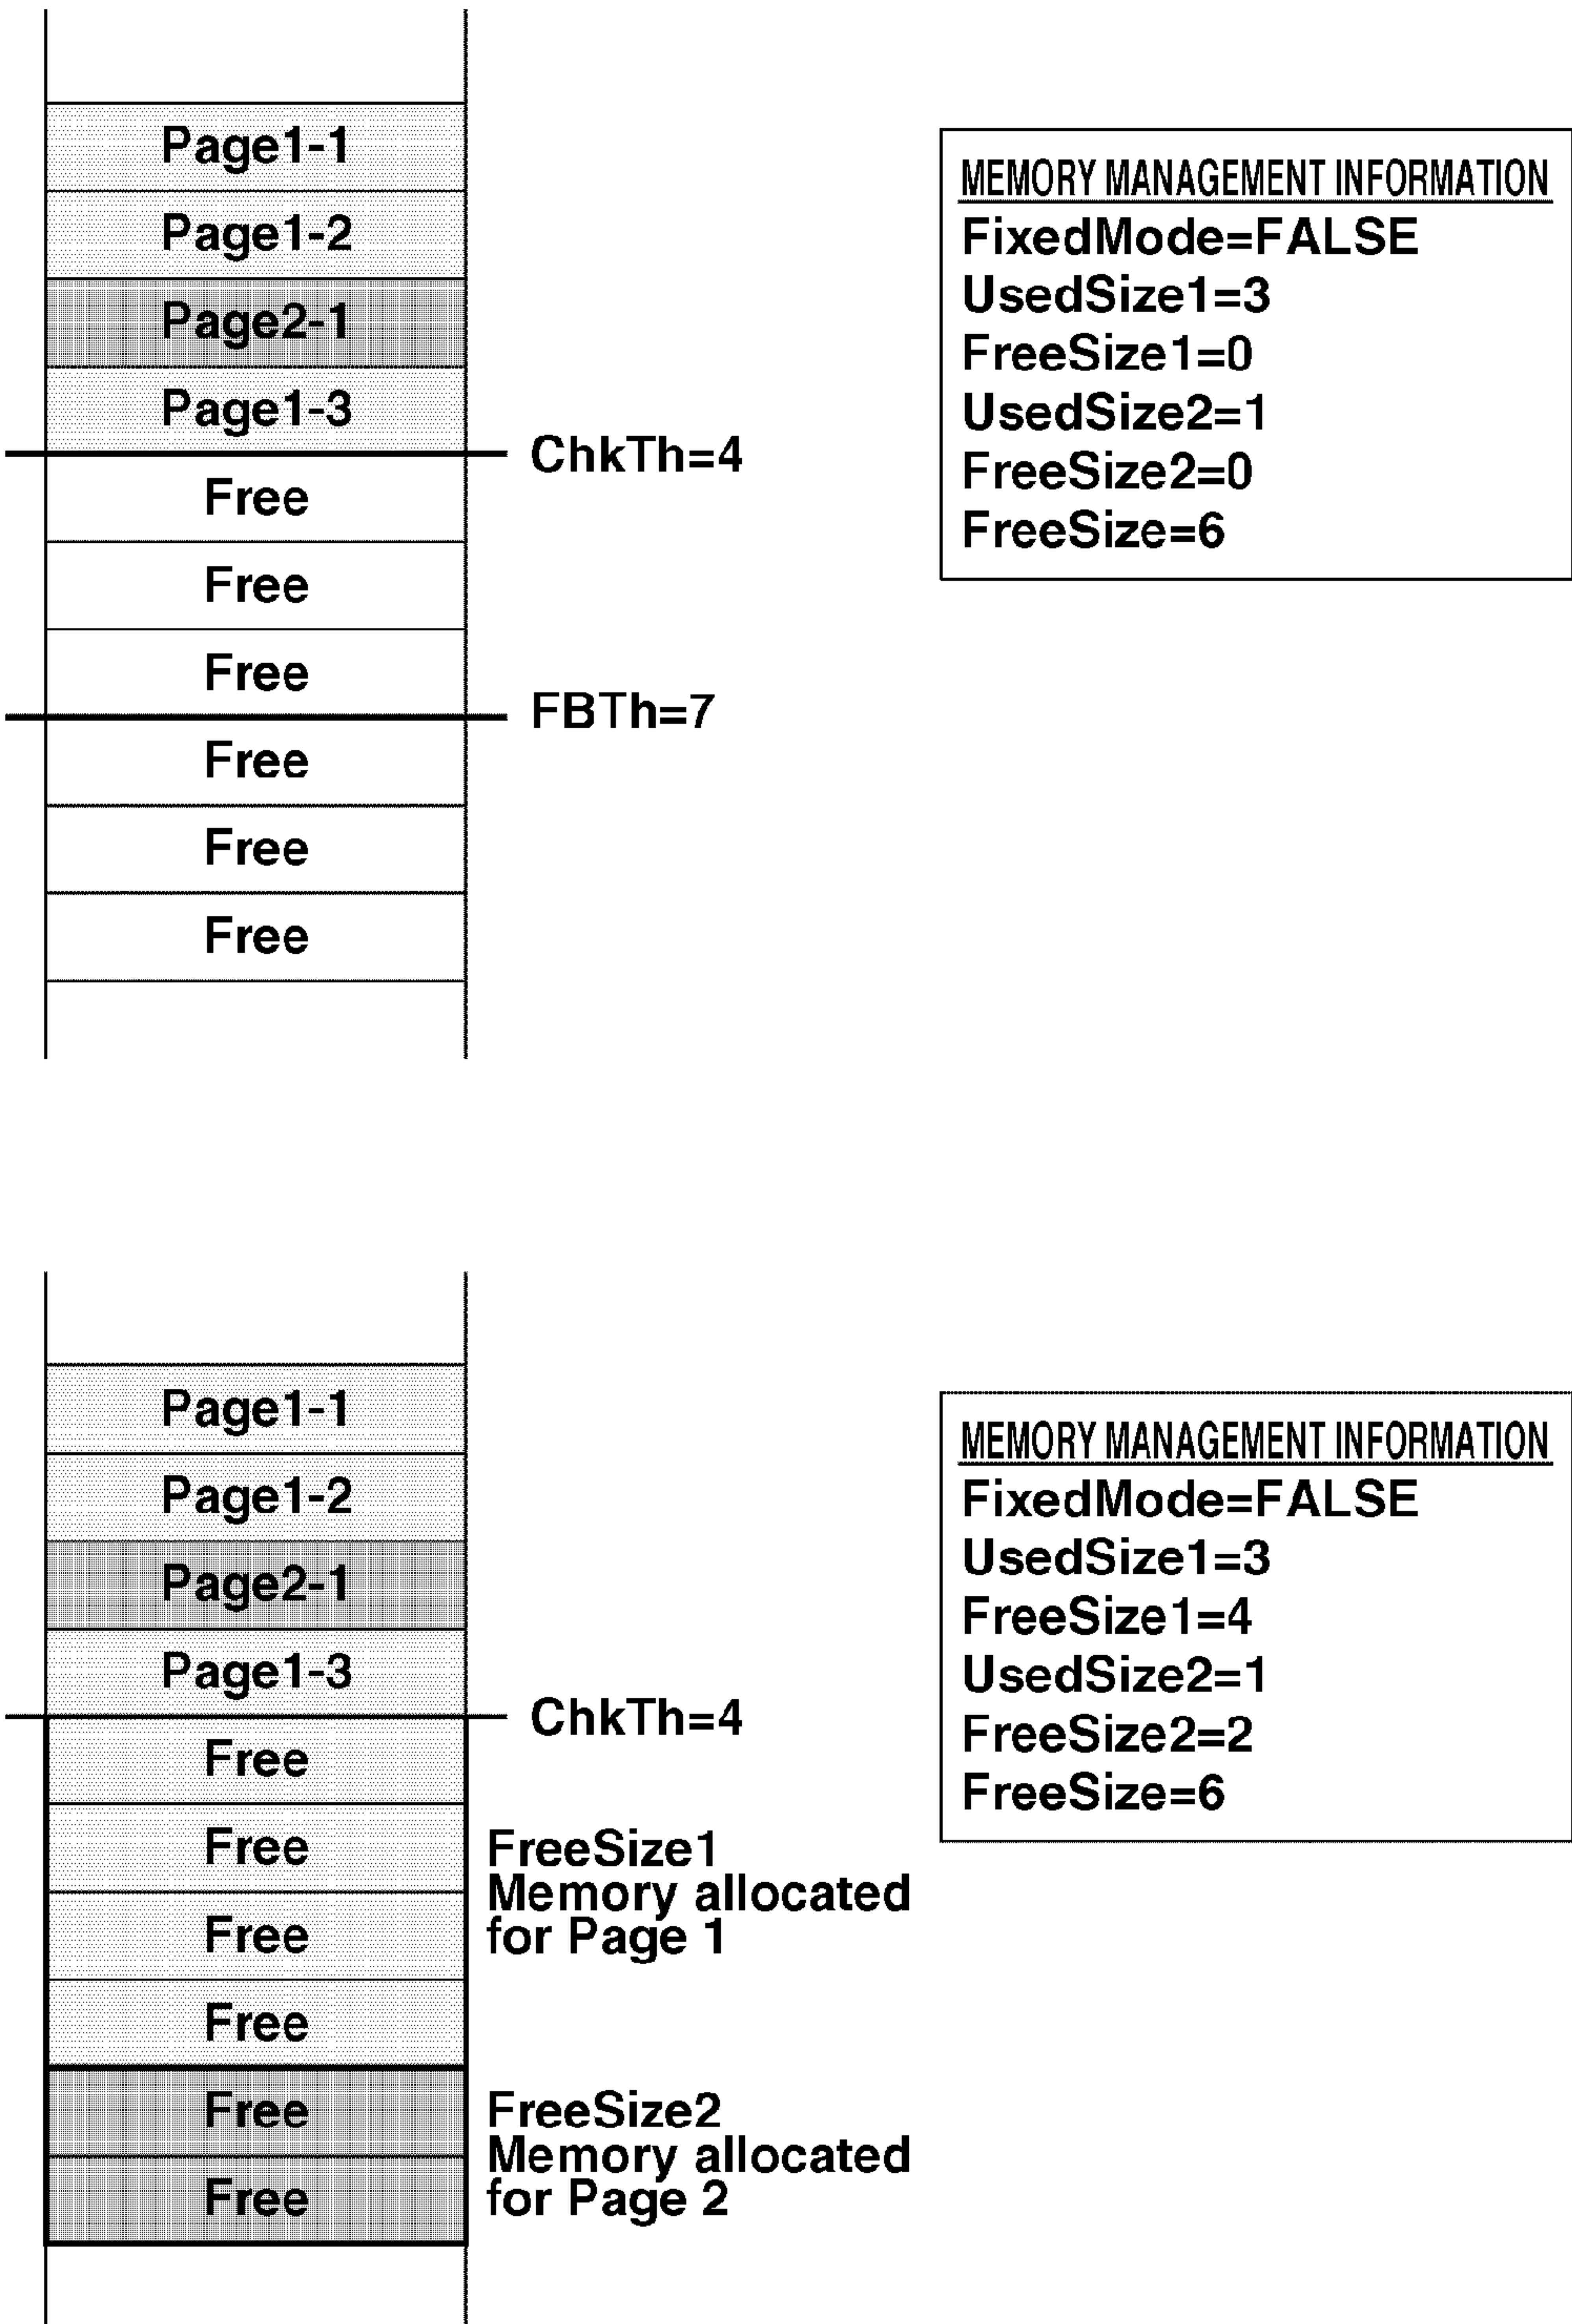 Page1-1
Page1-2
Page2-1
Page1-3
ChkTh=4
Free
Free
Free
FBTh=7
Free
Free
Free
MEMORY MANAGEMENT INFORMATION
FixedMode=FALSE
UsedSize1=3
FreeSize1=0
UsedSize2=1
FreeSize2=0
FreeSize=6
Page1-1
Page1-2
Page2-1
Page1-3
ChkTh=4
Free
Free
Free
Free
FreeSize1
Memory allocated
for Page 1
Free
Free
FreeSize2
Memory allocated
for Page 2
MEMORY MANAGEMENT INFORMATION
FixedMode=FALSE
UsedSize1=3
FreeSize1=4
UsedSize2=1
FreeSize2=2
FreeSize=6